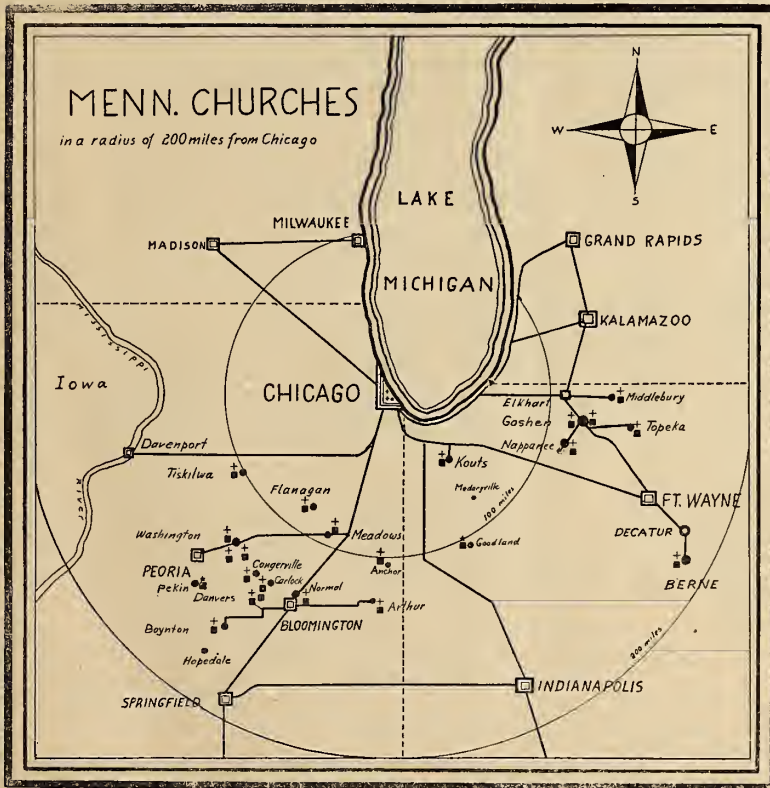 MENN. CHURCHES
in a radius of 200 miles from Chicago
N
W
E
S
LAKE
MICHIGAN
MADISON
MILWAUKEE
GRAND RAPIDS
KALAMAZOO
MISSISSIPPI
RIVER
Iowa
CHICAGO
Elkhart
Middlebury
Goshen
Topeka
Nappanee
Davenport
Tiskilwa
Kouts
Medaryville
100 miles
Flanagan
FT. WAYNE
Washington
Meadows
Goodland
DECATUR
PEORIA
Congerville
Anchor
BERNE
Pekin
Carlock
Danvers
Normal
Arthur
Boynton
BLOOMINGTON
Hopedale
200 miles
SPRINGFIELD
INDIANAPOLIS